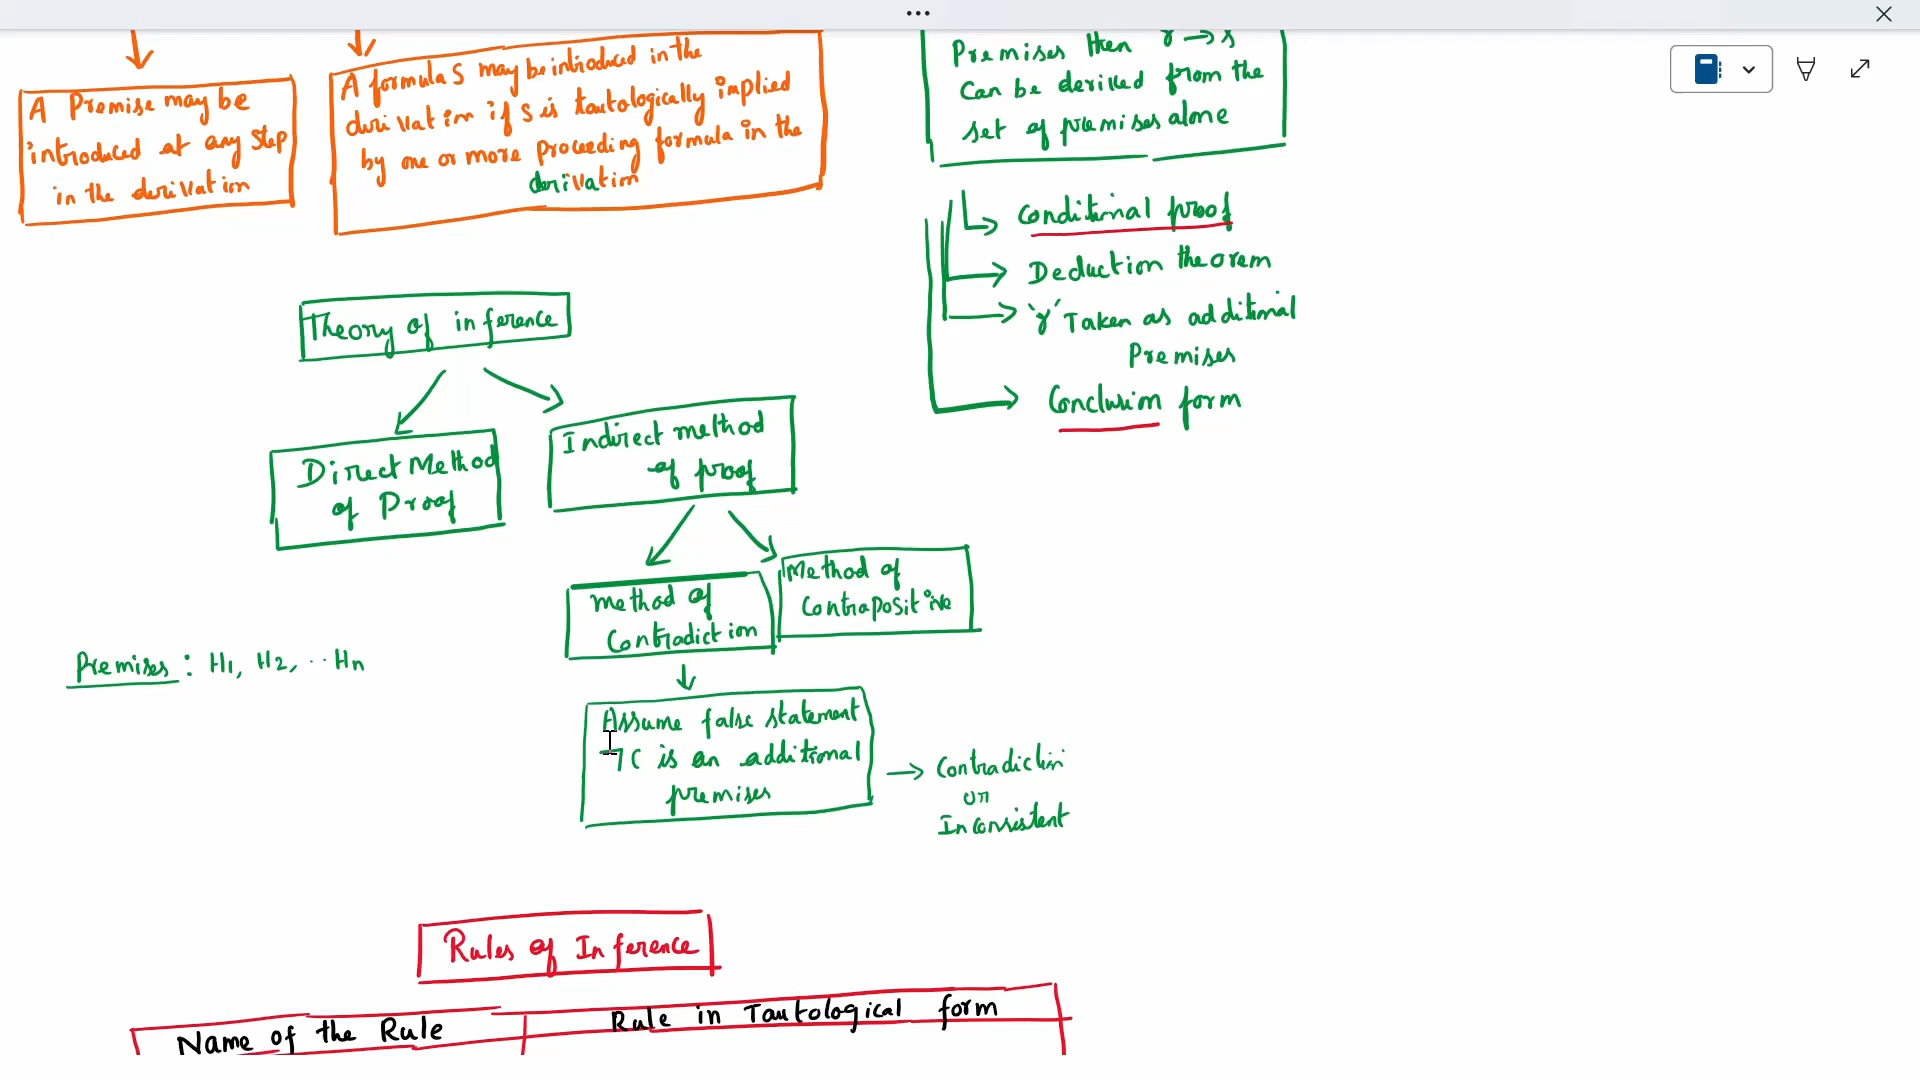 A Premise may be
introduced at any step
in the derivation
A formula S may be introduced in the
derivation if S is tautologically implied
by one or more proceeding formula in the
derivation
Premises then r → s
Can be derived from the
set of premises alone
Conditional proof
Deduction theorem
'r' Taken as additional
Premises
Conclusion form
Theory of inference
Direct Method
of Proof
Indirect method
of proof
Method of
Contradiction
Method of
Contrapositive
Premises : H1, H2, ..Hn
Assume false statement
¬C is an additional
premises
→ Contradiction
or
Inconsistent
Rules of Inference
Name of the Rule
Rule in Tautological form